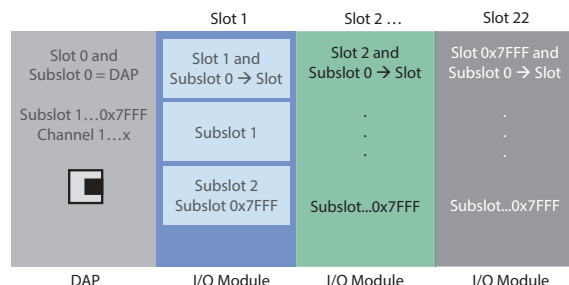 Slot 1
Slot 2 …
Slot 22
Slot 0 and
Subslot 0 = DAP
Subslot 1…0x7FFF
Channel 1…x
Slot 1 and
Subslot 0 → Slot
Subslot 1
Subslot 2
Subslot 0x7FFF
Slot 2 and
Subslot 0 → Slot
.
.
.
Subslot...0x7FFF
Slot 0x7FFF and
Subslot 0 → Slot
.
.
.
Subslot...0x7FFF
DAP
I/O Module
I/O Module
I/O Module